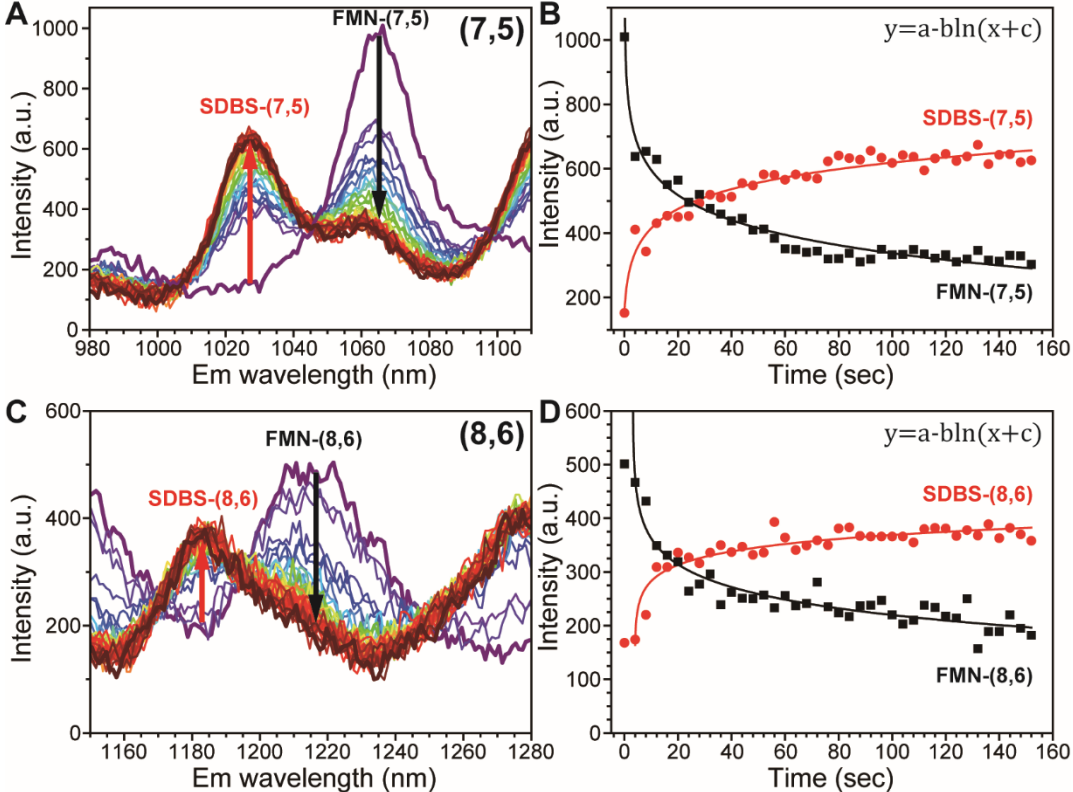 A
FMN-(7,5)
(7,5)
SDBS-(7,5)
Intensity (a.u.)
1000
800
600
400
200
0
980 1000 1020 1040 1060 1080 1100
Em wavelength (nm)
B
y=a-bln(x+c)
SDBS-(7,5)
FMN-(7,5)
Intensity (a.u.)
1000
800
600
400
200
0 20 40 60 80 100 120 140 160
Time (sec)
C
(8,6)
FMN-(8,6)
SDBS-(8,6)
Intensity (a.u.)
600
400
200
0
1160 1180 1200 1220 1240 1260 1280
Em wavelength (nm)
D
y=a-bln(x+c)
SDBS-(8,6)
FMN-(8,6)
Intensity (a.u.)
600
500
400
300
200
100
0
0 20 40 60 80 100 120 140 160
Time (sec)